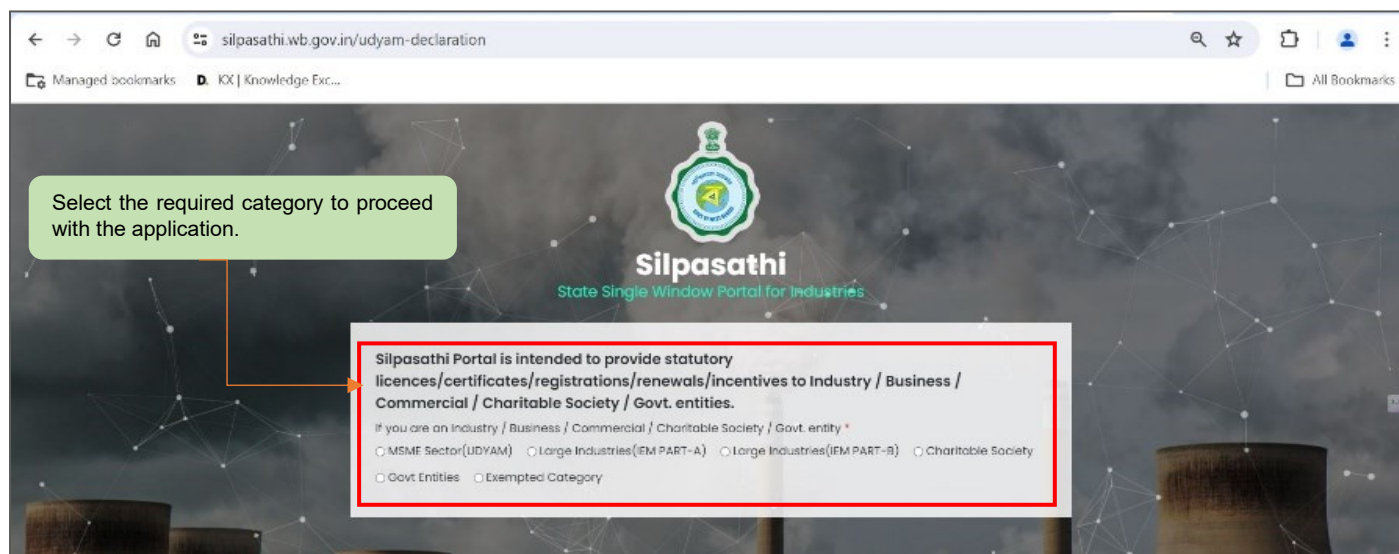 silpasathi.wb.gov.in/udyam-declaration
Managed bookmarks D. KX | Knowledge Exc... All Bookmarks
Select the required category to proceed
with the application.
Silpasathi
State Single Window Portal for Industries
Silpasathi Portal is intended to provide statutory
licences/certificates/registrations/renewals/incentives to Industry / Business /
Commercial / Charitable Society / Govt. entities.
If you are an Industry / Business / Commercial / Charitable Society / Govt. entity *
MSME Sector(UDYAM) Large Industries(IEM PART-A) Large Industries(IEM PART-B) Charitable Society
Govt Entities Exempted Category